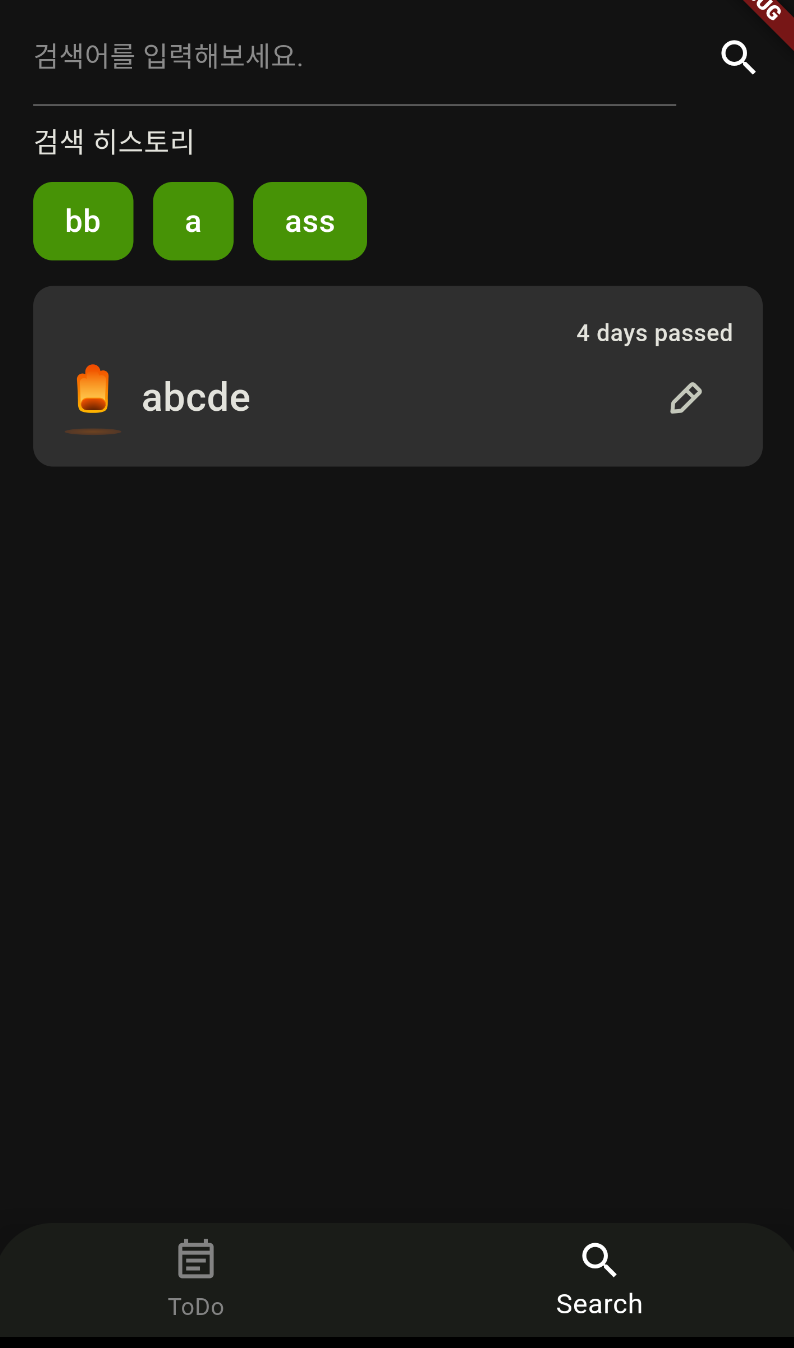 검색어를 입력해보세요.
검색 히스토리
bb a ass
4 days passed
abcde
ToDo Search